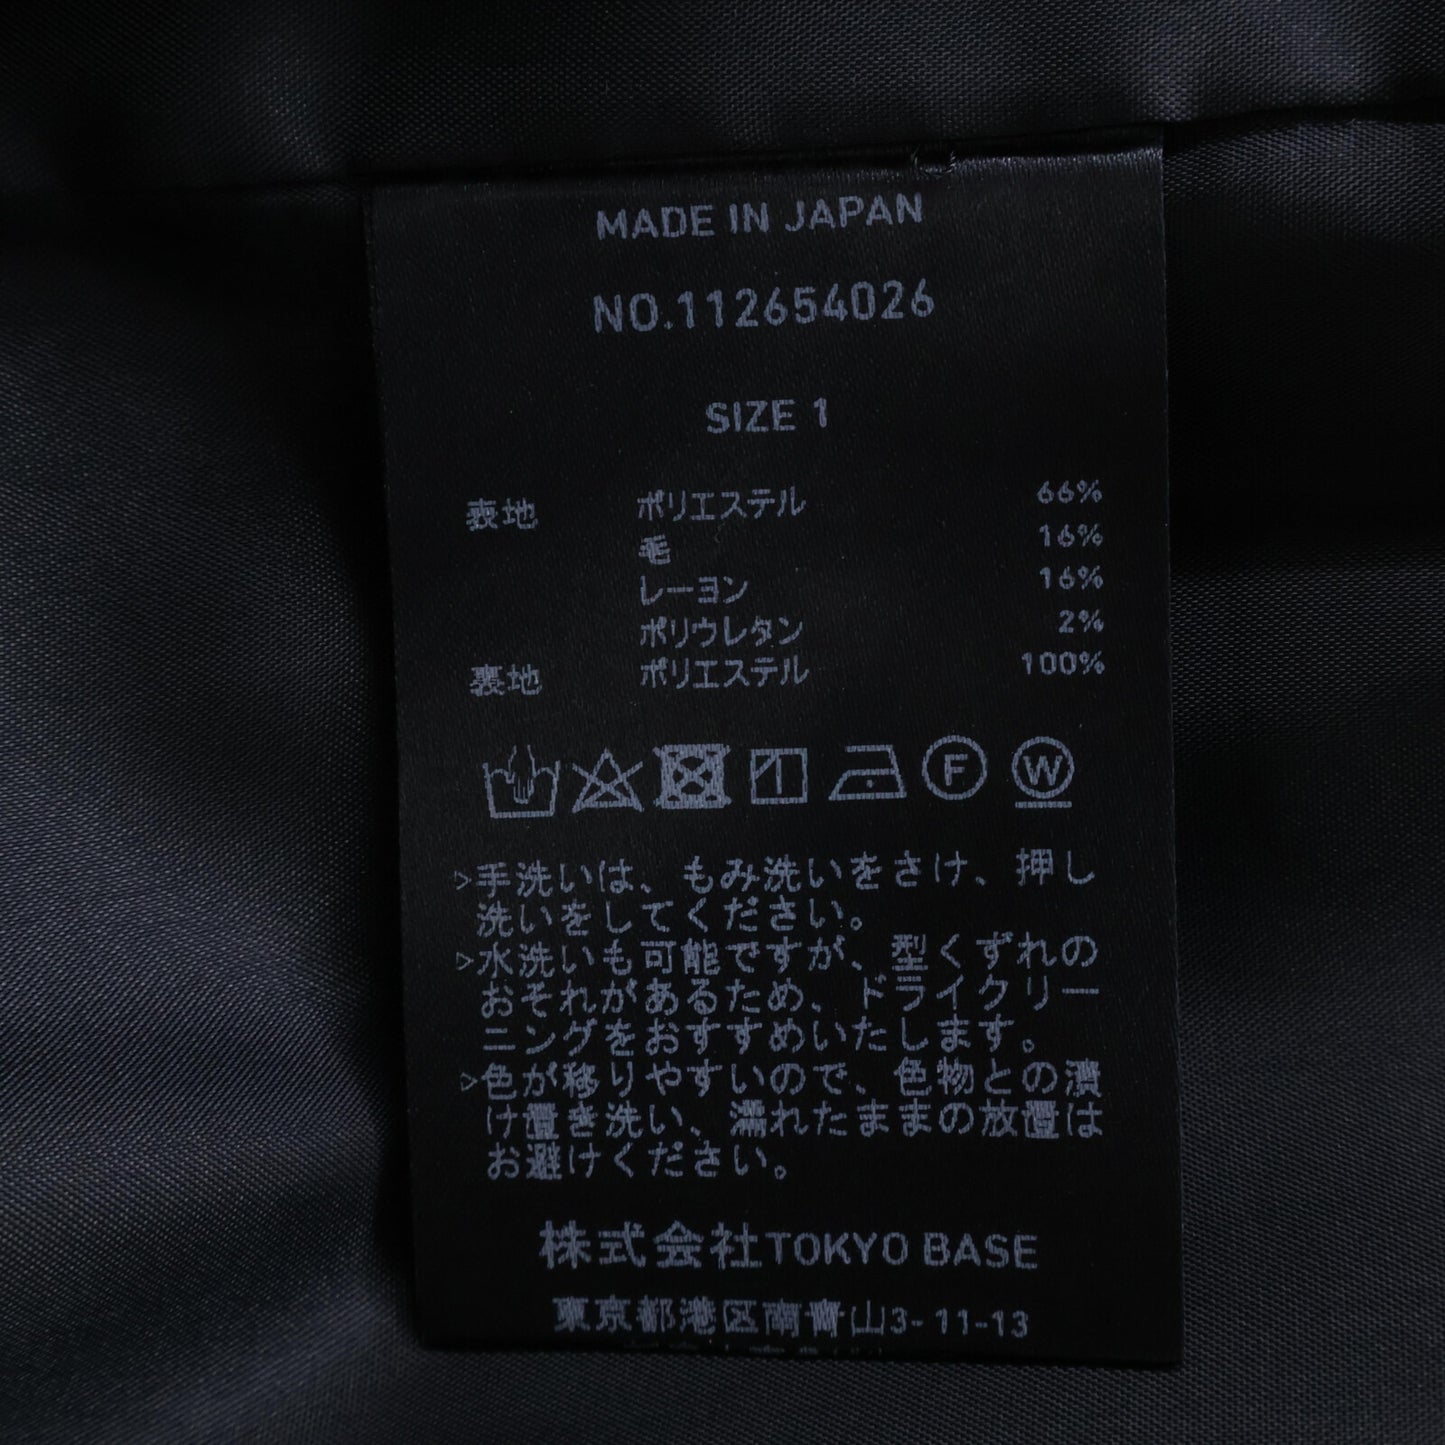 MADE IN JAPAN
NO.112654026
SIZE 1
表地 ポリエステル 66%
毛 16%
レーヨン 16%
ポリウレタン 2%
裏地 ポリエステル 100%
F W
▷手洗いは、もみ洗いをさけ、押し
洗いをしてください。
▷水洗いも可能ですが、型くずれの
おそれがあるため、ドライクリー
ニングをおすすめいたします。
▷色が移りやすいので、色物との漬
け置き洗い、濡れたままの放置は
お避けください。
株式会社TOKYO BASE
東京都港区南青山3-11-13